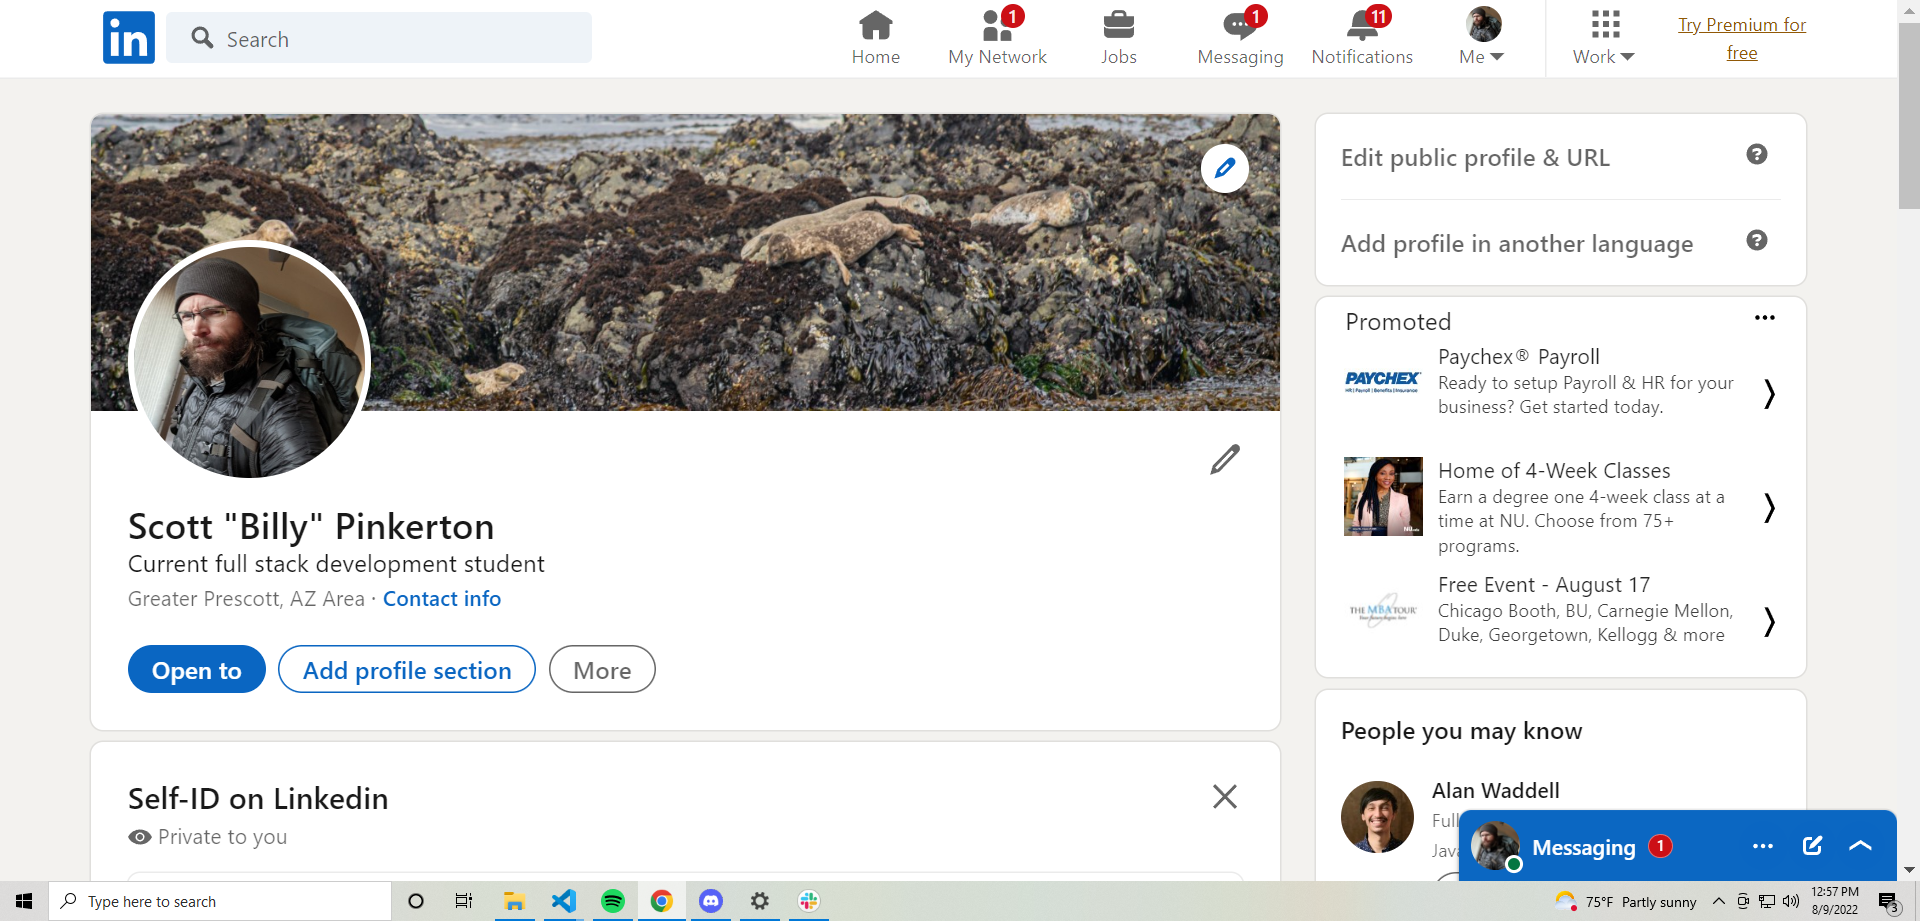 in
Search
Home
1
My Network
Jobs
1
Messaging
11
Notifications
Me
Work
Try Premium for
free
Edit public profile & URL
Add profile in another language
Scott "Billy" Pinkerton
Current full stack development student
Greater Prescott, AZ Area · Contact info
Open to
Add profile section
More
Promoted
Paychex® Payroll
PAYCHEX
HR | Payroll | Benefits | Insurance
Ready to setup Payroll & HR for your
business? Get started today.
Home of 4-Week Classes
Earn a degree one 4-week class at a
time at NU. Choose from 75+
programs.
Free Event - August 17
THE MBA TOUR
Chicago Booth, BU, Carnegie Mellon,
Duke, Georgetown, Kellogg & more
People you may know
Alan Waddell
Full
Java
Self-ID on Linkedin
Private to you
Messaging 1
Type here to search
75°F Partly sunny
12:57 PM
8/9/2022
3